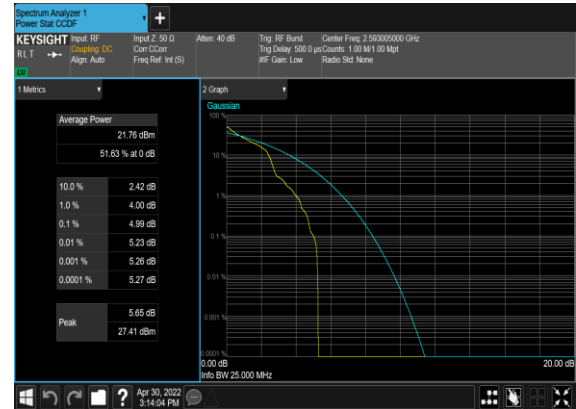 Spectrum Analyzer 1
Power Stat CCDF
+
KEYSIGHT
Input: RF
Input Z: 50 Ω
Atten: 40 dB
Trig: RF Burst
Center Freq: 2.593005000 GHz
RLT
Coupling: DC
Corr CCorr
Trig Delay: 500.0 µs
Counts: 1.00 M/1.00 Mpt
Align: Auto
Freq Ref: Int (S)
#IF Gain: Low
Radio Std: None
1 Metrics
Average Power
21.76 dBm
51.63 % at 0 dB
10.0 % 2.42 dB
1.0 % 4.00 dB
0.1 % 4.99 dB
0.01 % 5.23 dB
0.001 % 5.26 dB
0.0001 % 5.27 dB
Peak
5.65 dB
27.41 dBm
2 Graph
Gaussian
100 %
10 %
1 %
0.1 %
0.01 %
0.001 %
0.0001 %
0.00 dB
20.00 dB
Info BW 25.000 MHz
?
Apr 30, 2022
3:14:04 PM